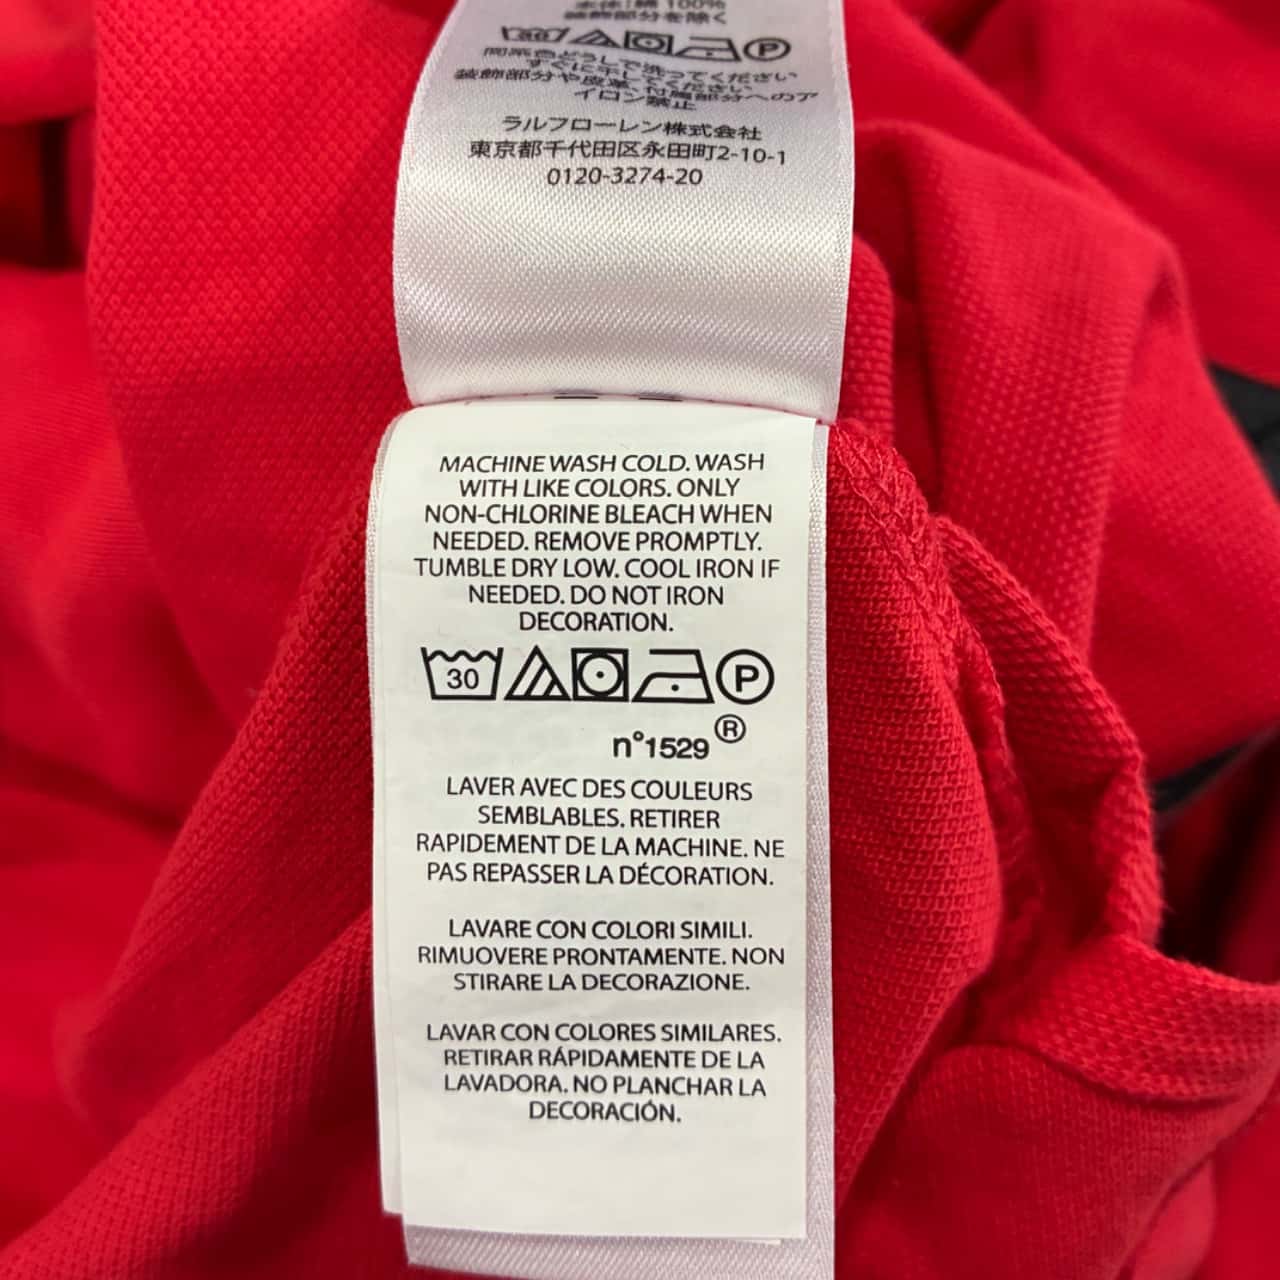 本体：綿 100%
装飾部分を除く
30 P
同系色どうしで洗ってください
すぐに干してください
装飾部分や皮革、付属部分へのア
イロン禁止
ラルフローレン株式会社
東京都千代田区永田町2-10-1
0120-3274-20
MACHINE WASH COLD. WASH
WITH LIKE COLORS. ONLY
NON-CHLORINE BLEACH WHEN
NEEDED. REMOVE PROMPTLY.
TUMBLE DRY LOW. COOL IRON IF
NEEDED. DO NOT IRON
DECORATION.
30 P
n°1529 ®
LAVER AVEC DES COULEURS
SEMBLABLES. RETIRER
RAPIDEMENT DE LA MACHINE. NE
PAS REPASSER LA DÉCORATION.
LAVARE CON COLORI SIMILI.
RIMUOVERE PRONTAMENTE. NON
STIRARE LA DECORAZIONE.
LAVAR CON COLORES SIMILARES.
RETIRAR RÁPIDAMENTE DE LA
LAVADORA. NO PLANCHAR LA
DECORACIÓN.